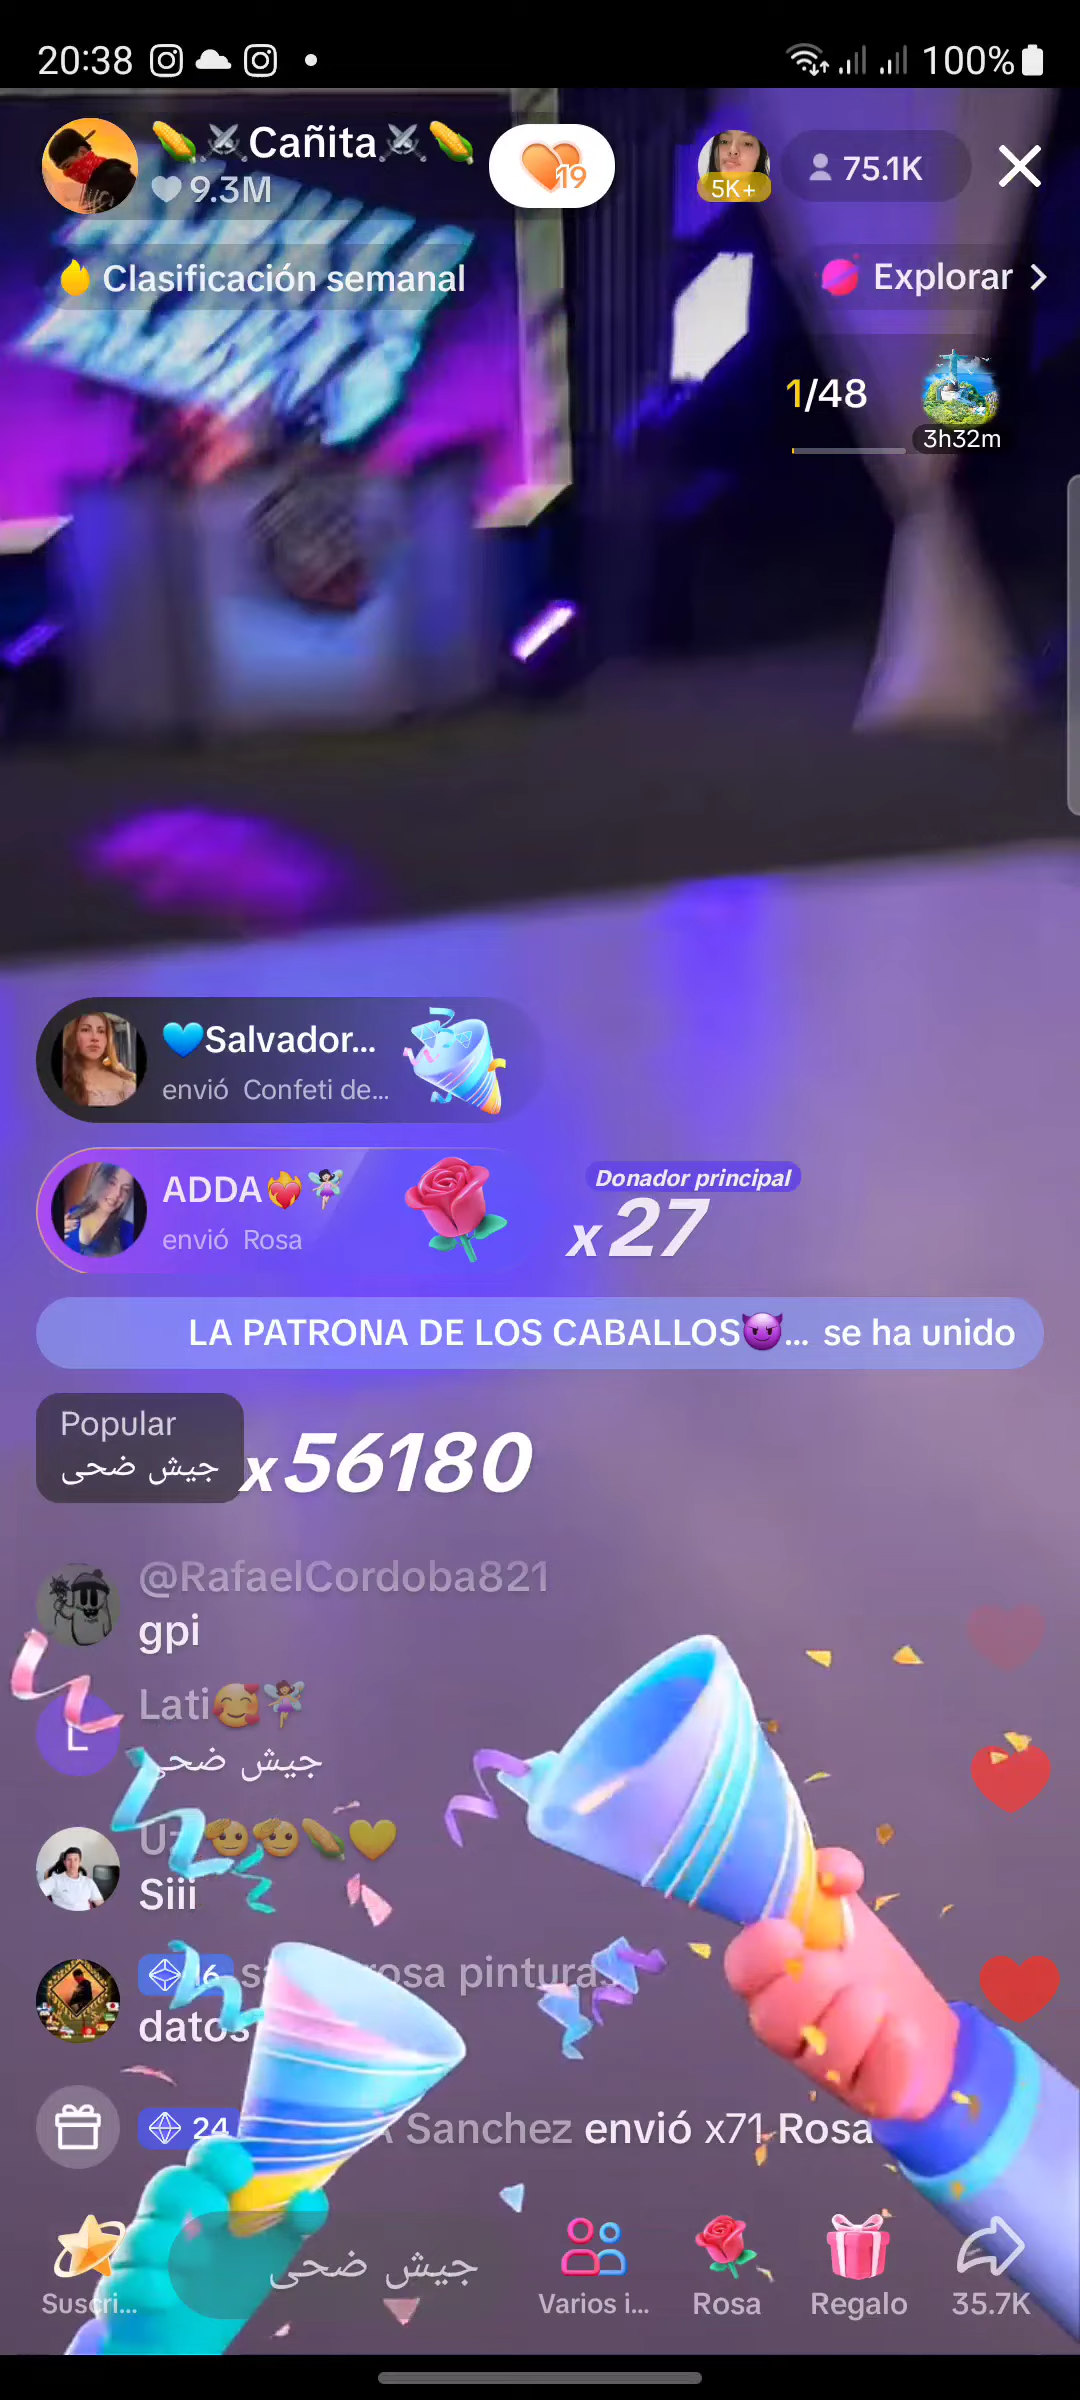 20:38
100%
🌽⚔️Cañita⚔️🌽
9.3M
19
5K+
75.1K
Clasificación semanal
Explorar
1/48
3h32m
💙Salvador...
envió Confeti de...
ADDA❤️‍🔥🧚🏻‍♀️
envió Rosa
Donador principal
x27
LA PATRONA DE LOS CABALLOS😈... se ha unido
Popular
جيش ضحى
x56180
@RafaelCordoba821
gpi
L
Lati🥰🧚🏻‍♀️
جيش ضحى
🫡🫡🌽💛
Siii
rosa pinturas
datos
24 Sanchez envió x71 Rosa
Suscri...
جيش ضحى
Varios i...
Rosa
Regalo
35.7K